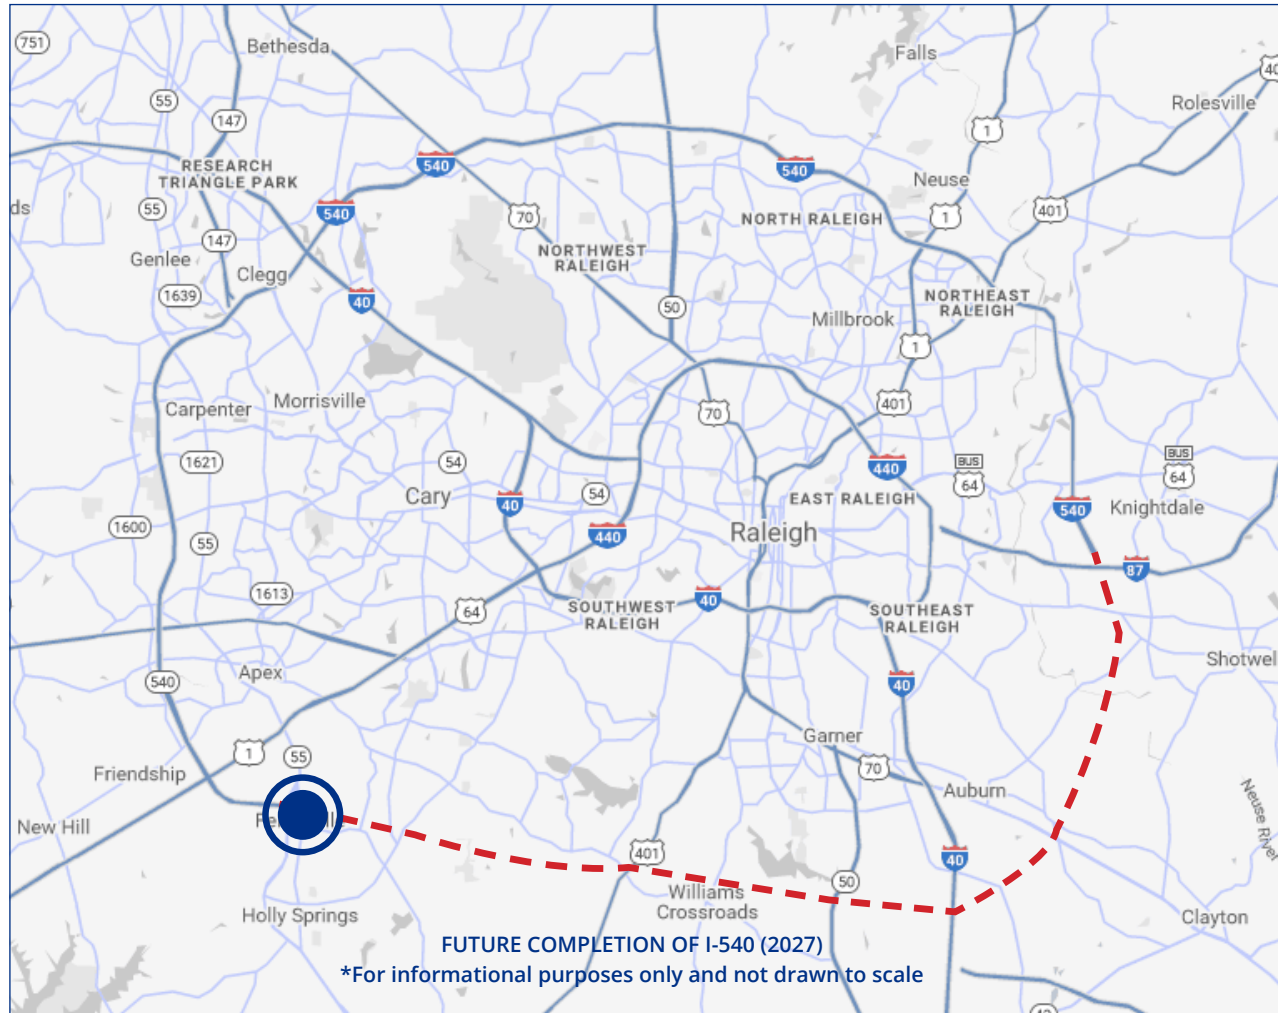 751
Bethesda
Falls
40
Rolesville
55
147
1
RESEARCH
TRIANGLE PARK
540
540
540
Neuse
55
70
NORTH RALEIGH
1
401
147
Genlee
NORTHWEST
RALEIGH
Clegg
1639
40
50
NORTHEAST
RALEIGH
Millbrook
1
Carpenter
Morrisville
70
401
1621
54
440
BUS
64
BUS
64
Cary
40
54
EAST RALEIGH
540
Knightdale
1600
55
440
Raleigh
87
1613
64
SOUTHWEST
RALEIGH
40
SOUTHEAST
RALEIGH
Shotwel
540
Apex
40
1
55
Garner
70
Friendship
Auburn
New Hill
Neuse River
401
40
50
Williams
Crossroads
Holly Springs
Clayton
FUTURE COMPLETION OF I-540 (2027)
*For informational purposes only and not drawn to scale